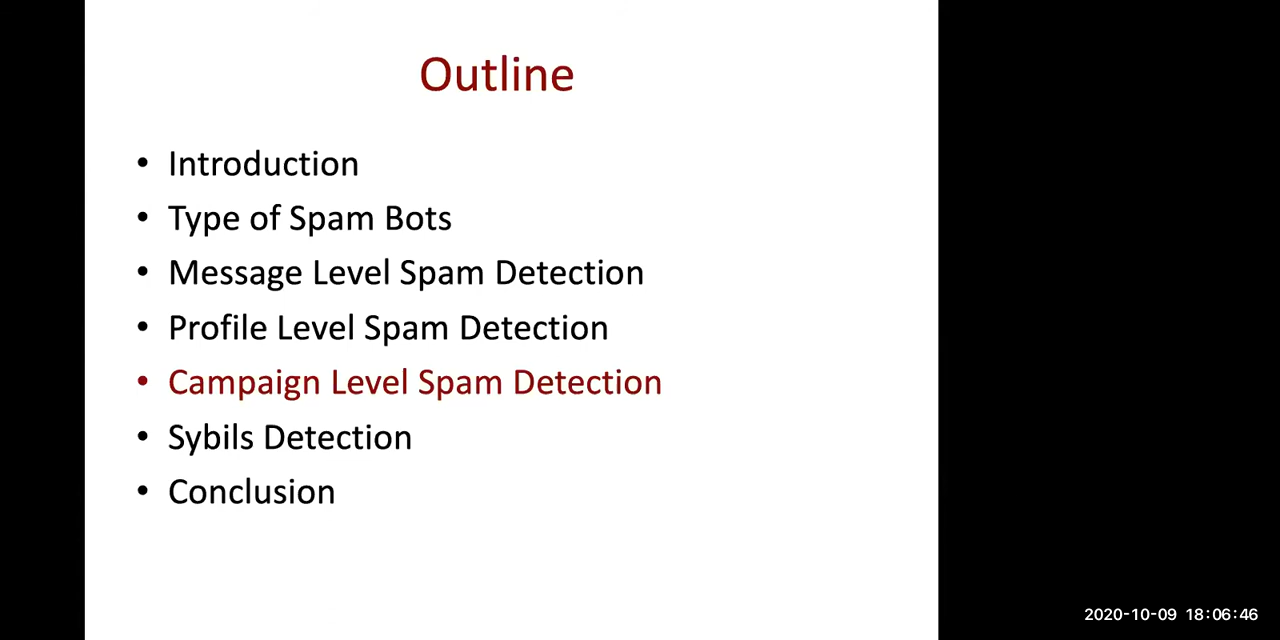 Outline
• Introduction
• Type of Spam Bots
• Message Level Spam Detection
• Profile Level Spam Detection
• Campaign Level Spam Detection
• Sybils Detection
• Conclusion
2020-10-09 18:06:46